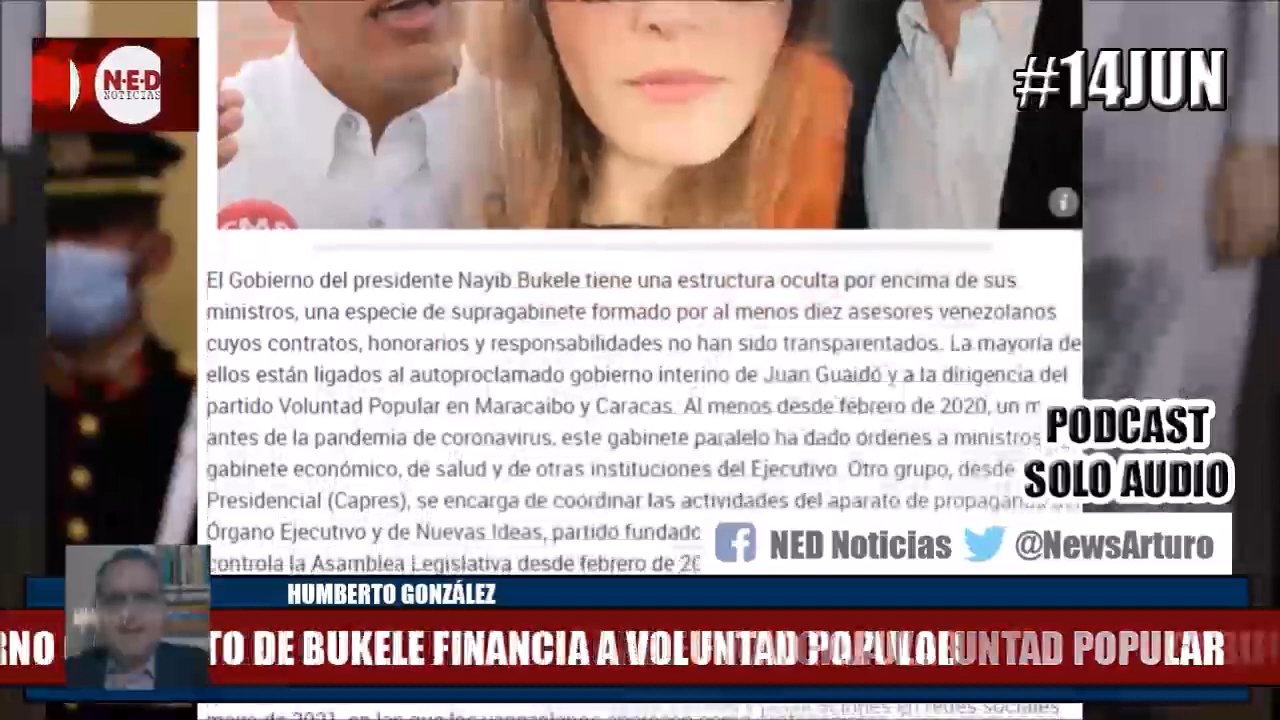 N·E·D
NOTICIAS
#14JUN
El Gobierno del presidente Nayib Bukele tiene una estructura oculta por encima de sus
ministros, una especie de supragabinete formado por al menos diez asesores venezolanos
cuyos contratos, honorarios y responsabilidades no han sido transparentados. La mayoría de
ellos están ligados al autoproclamado gobierno interino de Juan Guaidó y a la dirigencia del
partido Voluntad Popular en Maracaibo y Caracas. Al menos desde febrero de 2020, un m
antes de la pandemia de coronavirus, este gabinete paralelo ha dado órdenes a ministros
gabinete económico, de salud y de otras instituciones del Ejecutivo. Otro grupo, desde
Presidencial (Capres), se encarga de coordinar las actividades del aparato de propagan
Órgano Ejecutivo y de Nuevas Ideas, partido fundado
controla la Asamblea Legislativa desde febrero de 20
PODCAST
SOLO AUDIO
NED Noticias @NewsArturo
HUMBERTO GONZÁLEZ
RNO TO DE BUKELE FINANCIA A VOLUNTAD POPULAR